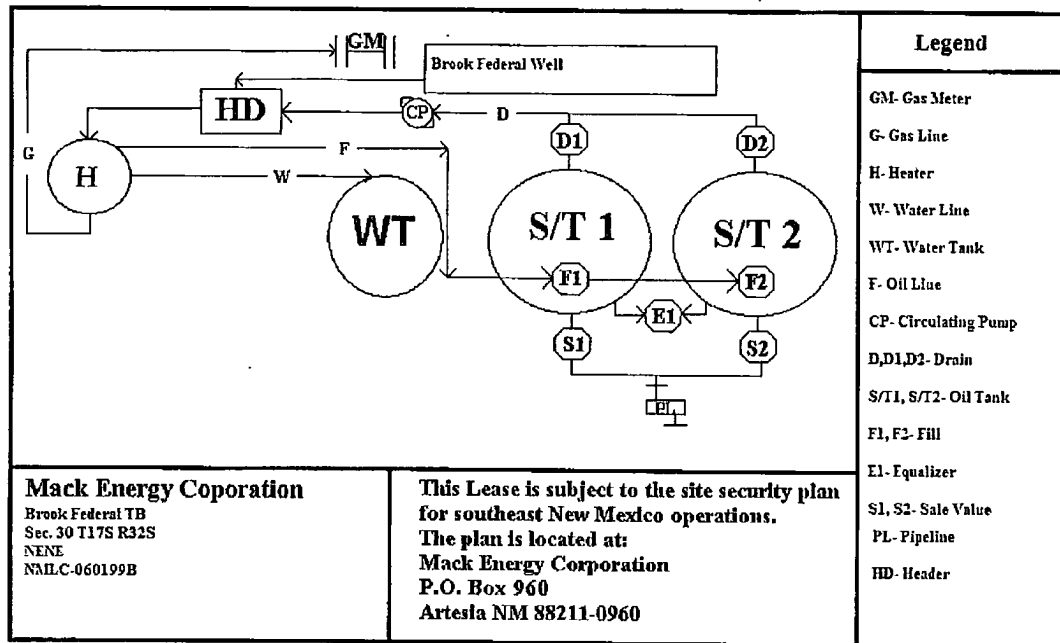 GM
Brook Federal Well
HD
CP
D
D1
D2
G
F
H
W
WT
S/T 1
S/T 2
F1
F2
E1
S1
S2
PL
Legend
GM- Gas Meter
G- Gas Line
H- Heater
W- Water Line
WT- Water Tank
F- Oil Line
CP- Circulating Pump
D,D1,D2- Drain
S/T1, S/T2- Oil Tank
F1, F2- Fill
E1- Equalizer
S1, S2- Sale Value
PL- Pipeline
HD- Header
Mack Energy Coporation
Brook Federal TB
Sec. 30 T17S R32S
NENE
NMLC-060199B
This Lease is subject to the site security plan
for southeast New Mexico operations.
The plan is located at:
Mack Energy Corporation
P.O. Box 960
Artesia NM 88211-0960